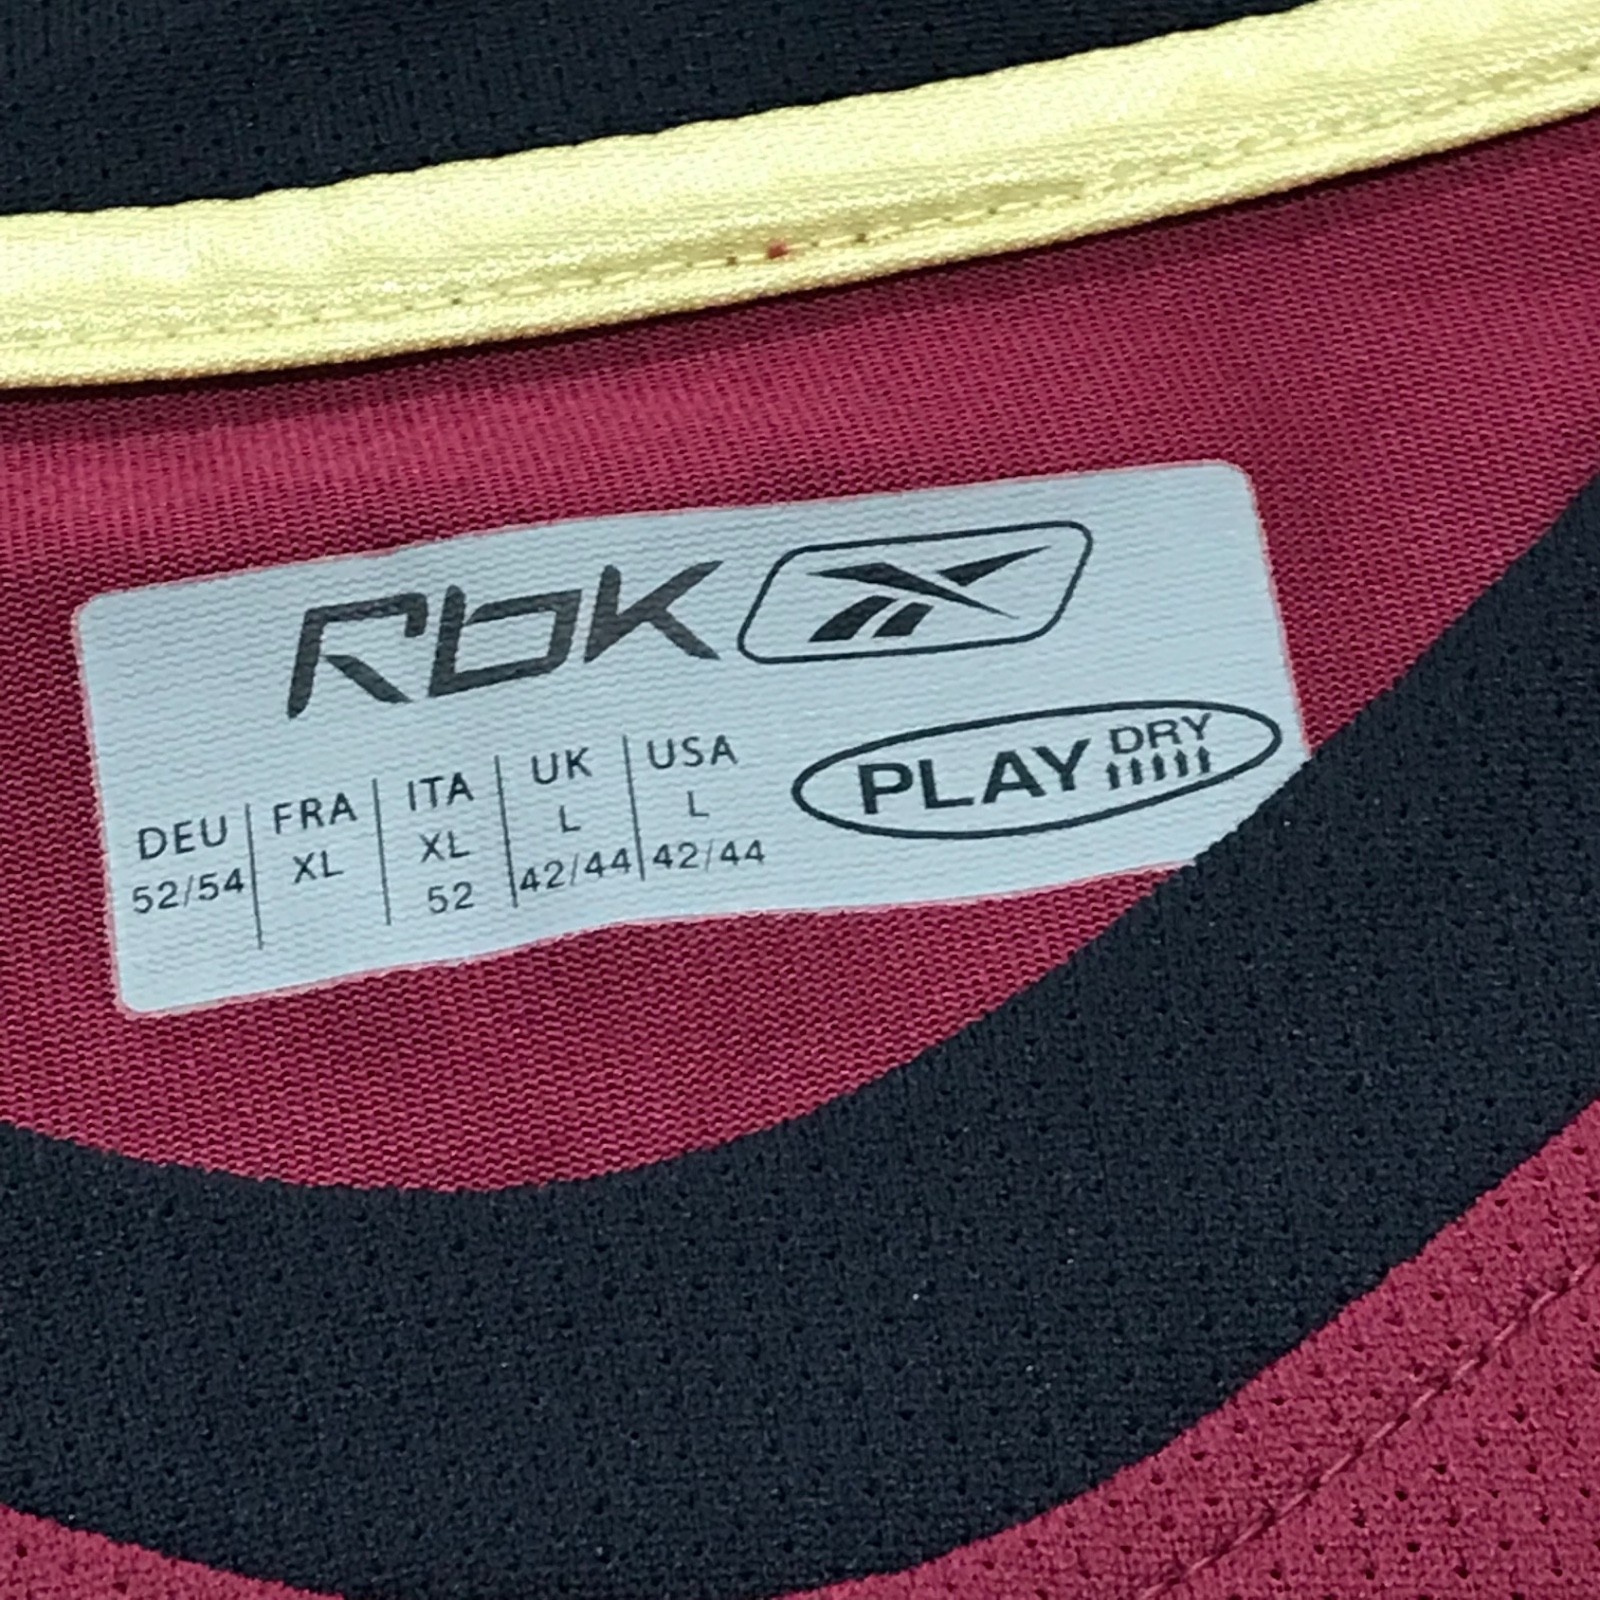 Rbk
DEU FRA ITA UK USA
52/54 XL XL L L
52 42/44 42/44
PLAY DRY